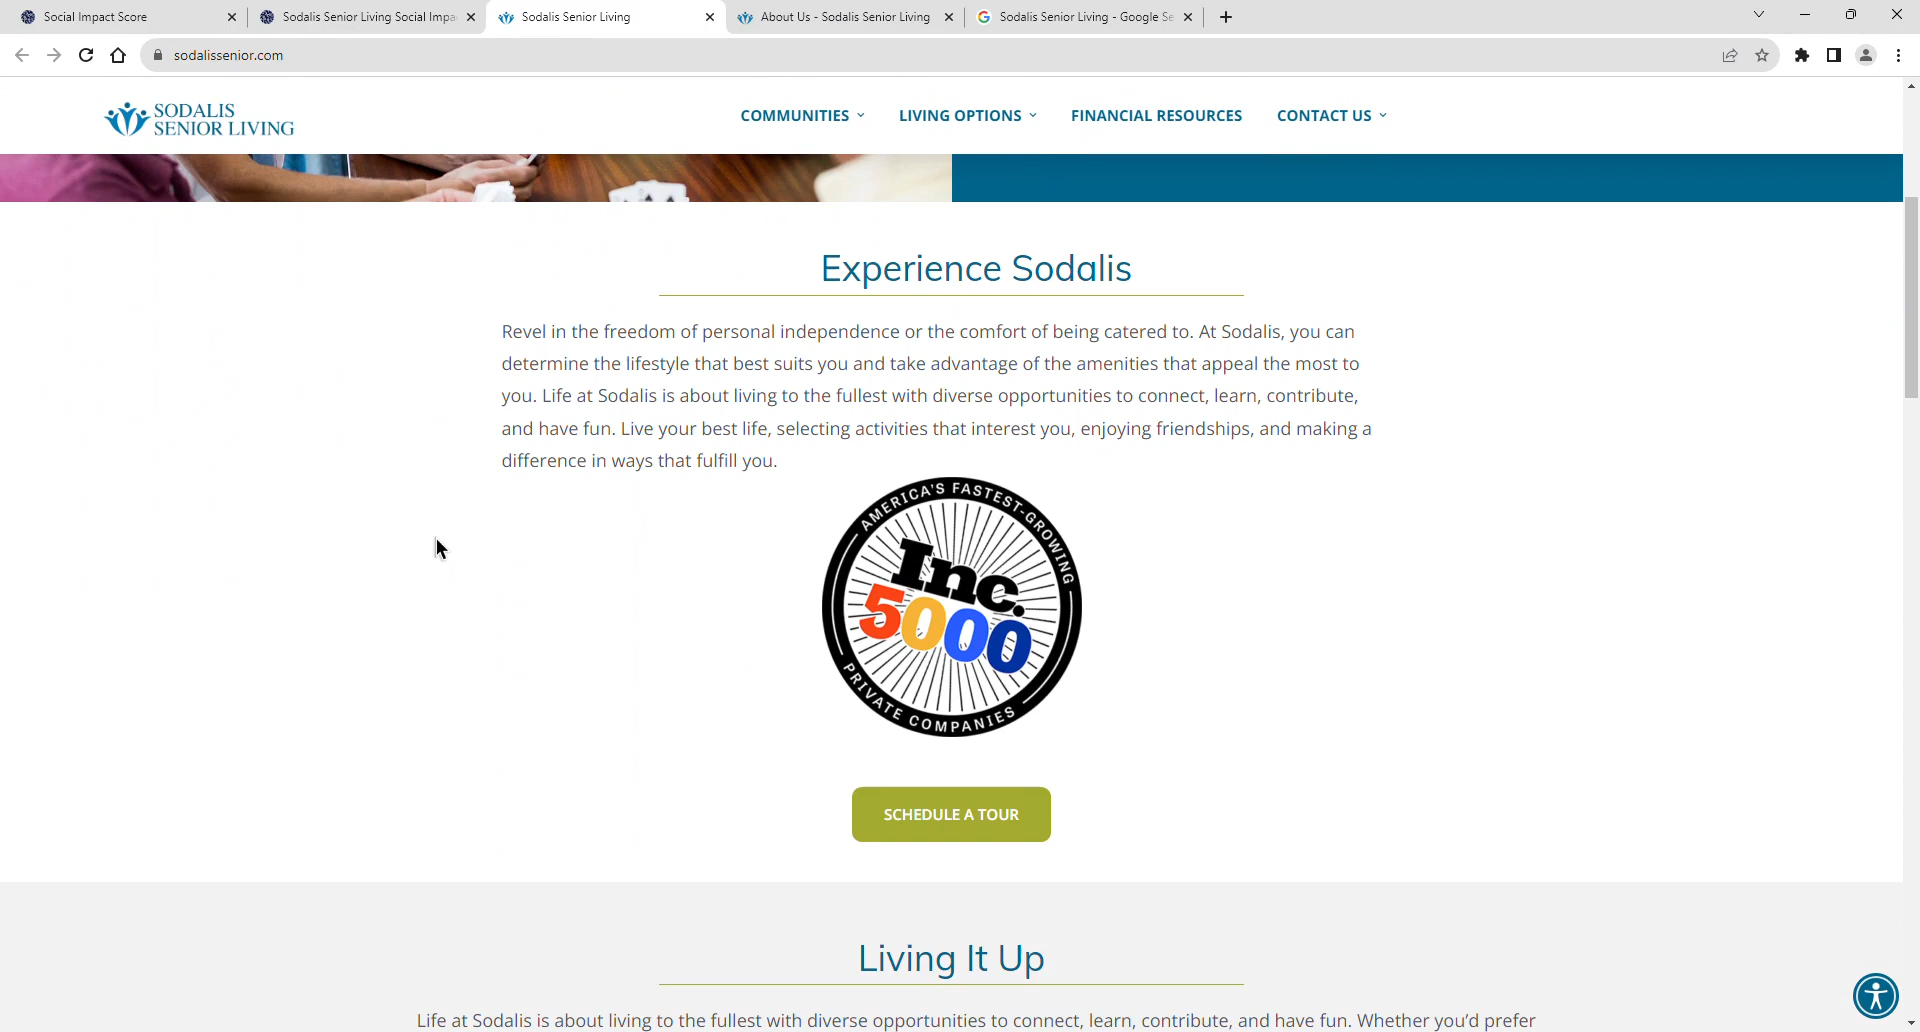 Social Impact Score
Sodalis Senior Living Social Impa
Sodalis Senior Living
About Us - Sodalis Senior Living
Sodalis Senior Living - Google Se
sodalissenior.com
SODALIS
SENIOR LIVING
COMMUNITIES
LIVING OPTIONS
FINANCIAL RESOURCES
CONTACT US
Experience Sodalis
Revel in the freedom of personal independence or the comfort of being catered to. At Sodalis, you can
determine the lifestyle that best suits you and take advantage of the amenities that appeal the most to
you. Life at Sodalis is about living to the fullest with diverse opportunities to connect, learn, contribute,
and have fun. Live your best life, selecting activities that interest you, enjoying friendships, and making a
difference in ways that fulfill you.
AMERICA'S FASTEST-GROWING
Inc.
5000
PRIVATE COMPANIES
SCHEDULE A TOUR
Living It Up
Life at Sodalis is about living to the fullest with diverse opportunities to connect, learn, contribute, and have fun. Whether you'd prefer